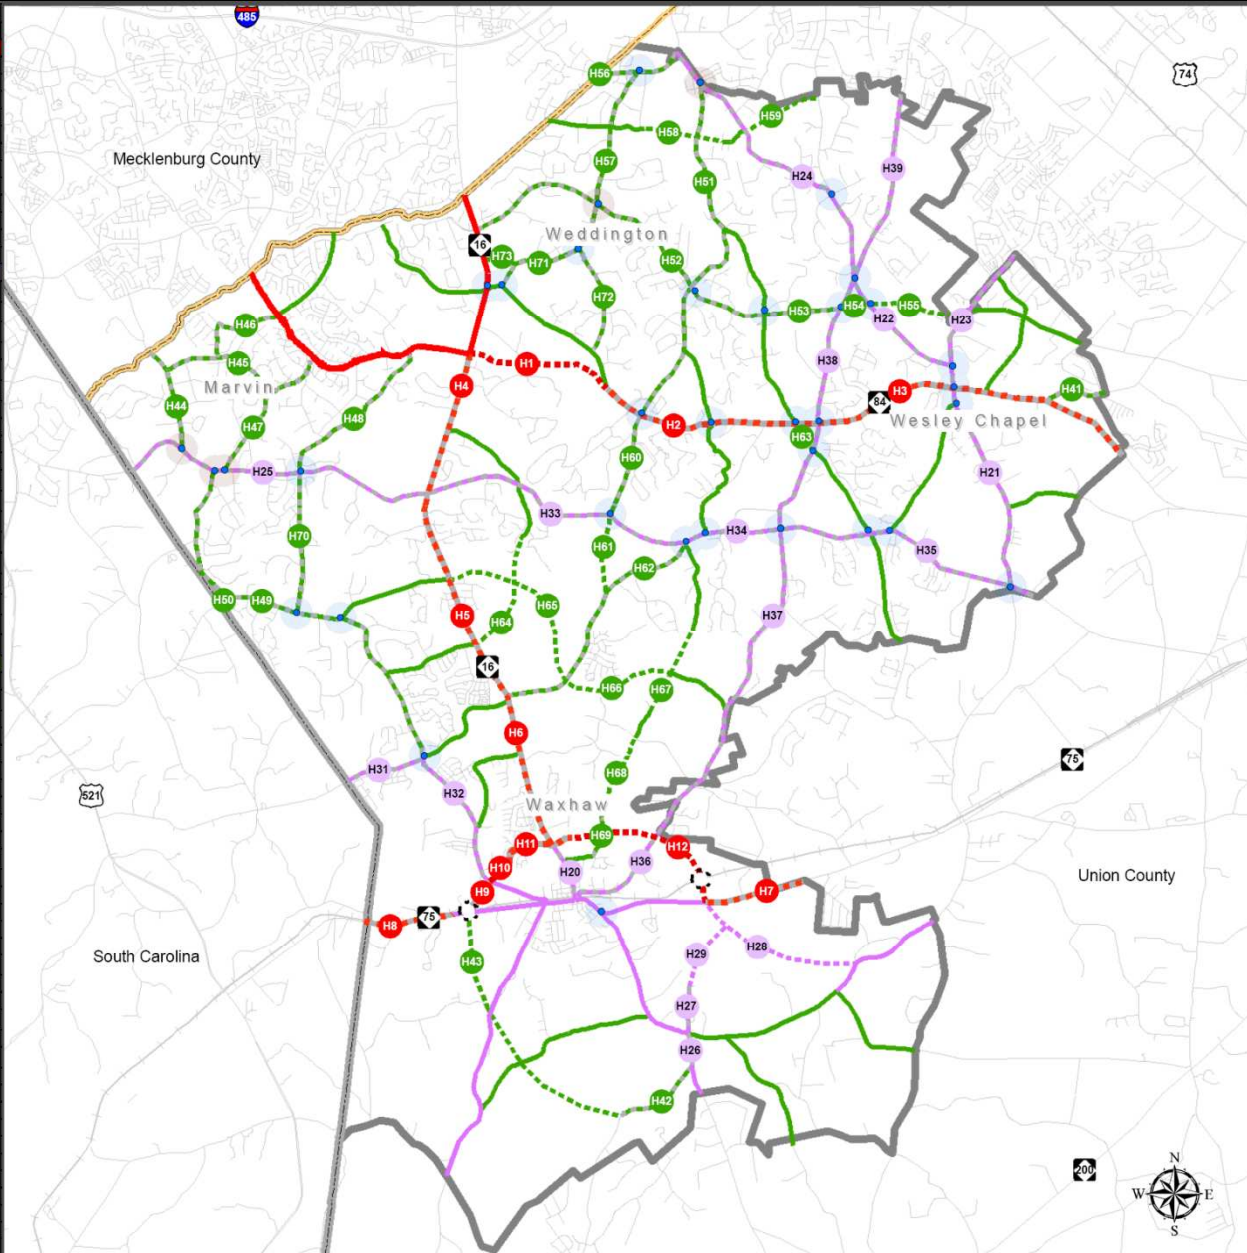 485
H56
74
H59
H58
Mecklenburg County
H57
H24
H39
H51
Weddington
16
H73
H71
H52
H72
H53
H54
H55
H22
H23
H46
H45
H1
H38
H4
H41
Marvin
H3
84
H44
H48
H47
H2
Wesley Chapel
H63
H60
H25
H21
H33
H34
H70
H61
H35
H62
H50
H49
H65
H5
H64
H37
16
H66
H67
H6
75
H31
H68
521
H32
Waxhaw
H69
H11
H12
H36
H10
H20
Union County
H9
H7
75
H8
H28
H29
South Carolina
H43
H27
H26
H42
N
200
W
E
S